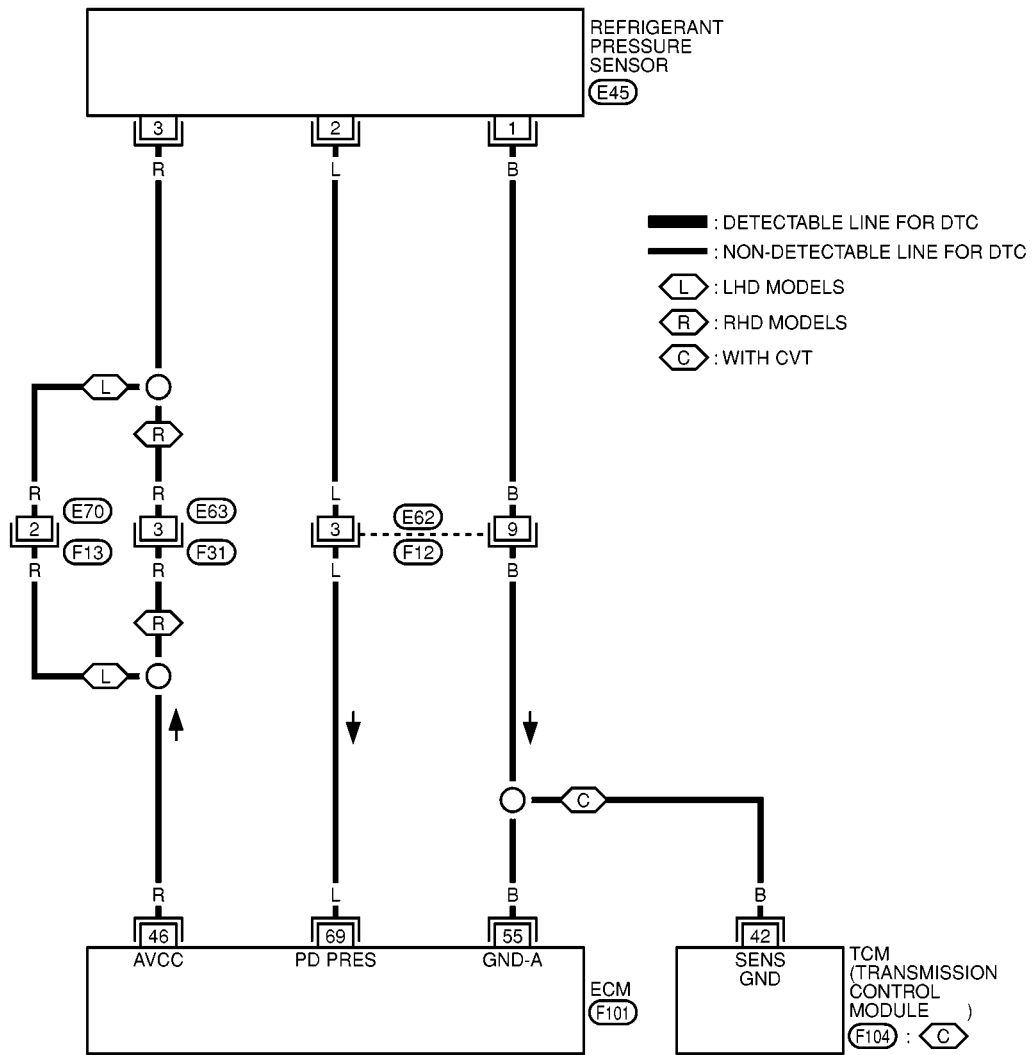 REFRIGERANT
PRESSURE
SENSOR
E45
3 2 1
R L B
: DETECTABLE LINE FOR DTC
: NON-DETECTABLE LINE FOR DTC
L : LHD MODELS
R : RHD MODELS
C : WITH CVT
L
R
R R L B
2 E70 3 E63 3 E62 9
F13 F31 F12
R R L B
R
L
C
R L B B
46 69 55 42
AVCC PD PRES GND-A SENS
GND
ECM
F101
TCM
(TRANSMISSION
CONTROL
MODULE )
F104 : C